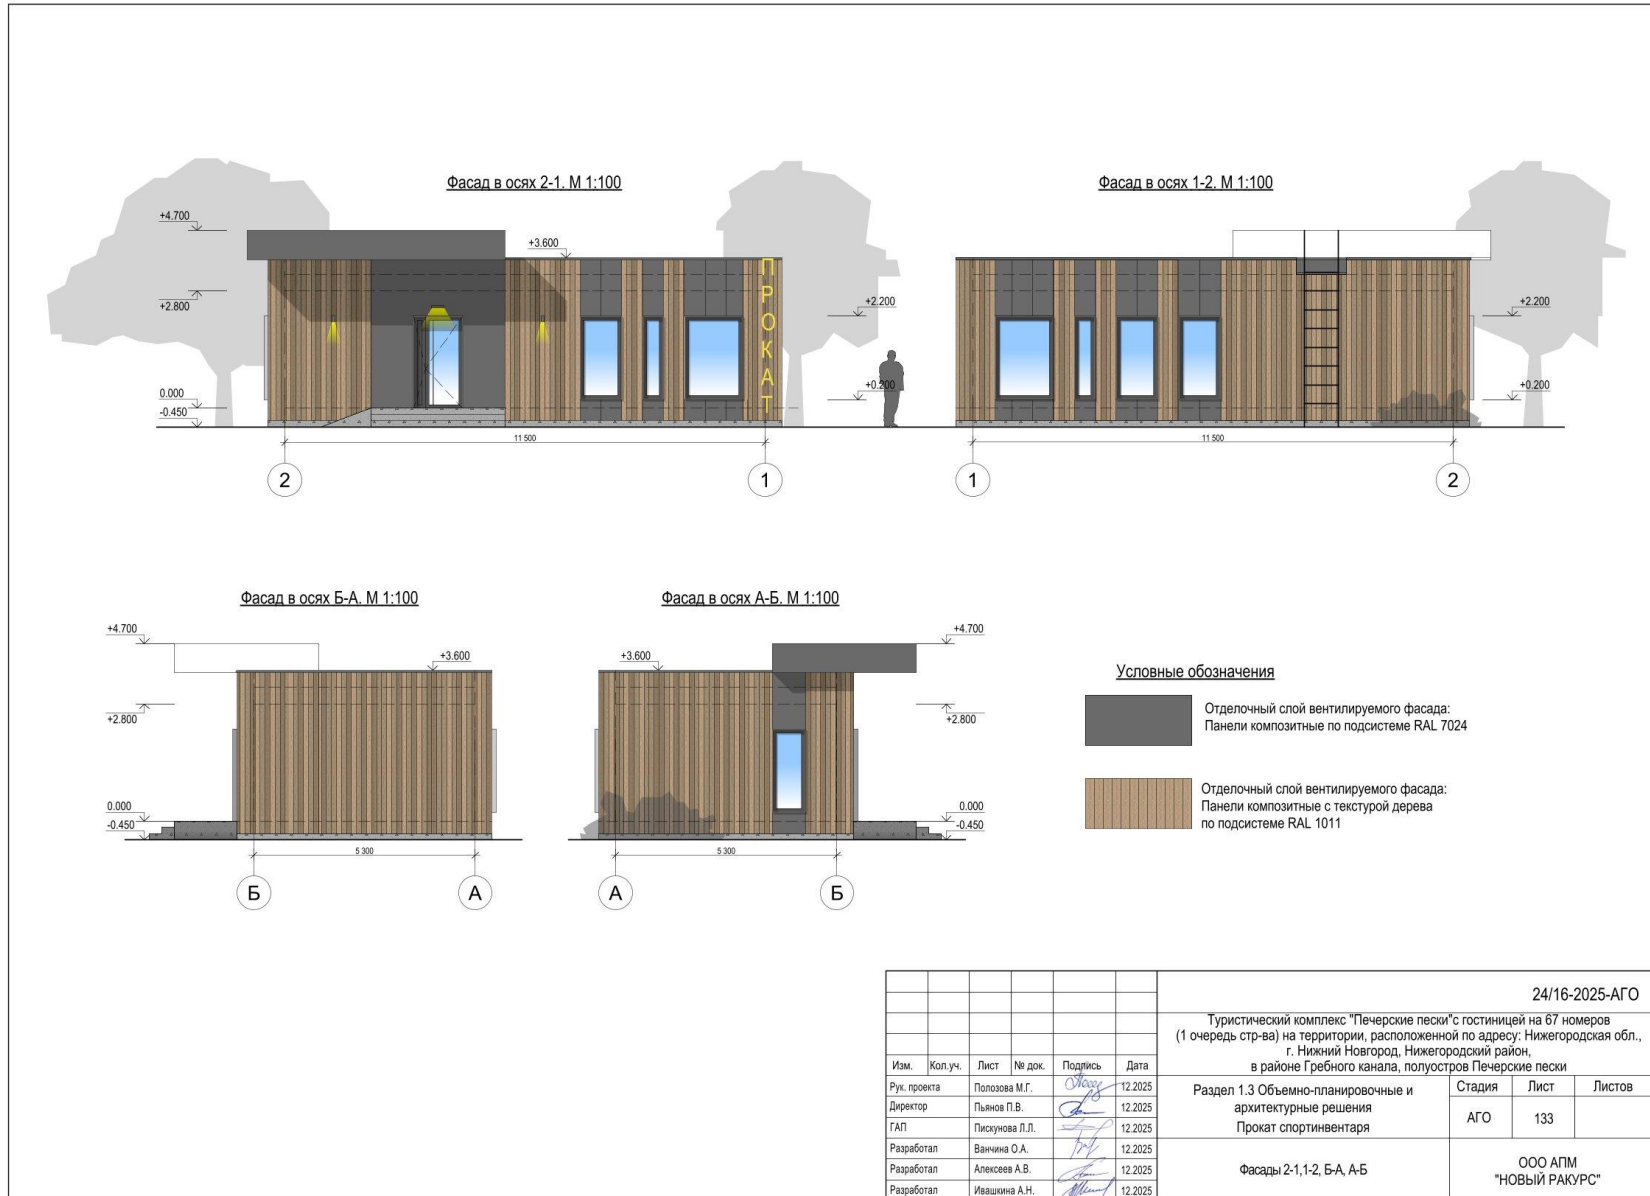 Фасад в осях 2-1. М 1:100
Фасад в осях 1-2. М 1:100
+4.700
+3.600
+2.800
+2.200
+0.200
0.000
-0.450
ПРОКАТ
+2.200
+0.200
11 500
11 500
2
1
1
2
Фасад в осях Б-А. М 1:100
Фасад в осях А-Б. М 1:100
+4.700
+3.600
+2.800
0.000
-0.450
+3.600
+4.700
+2.800
0.000
-0.450
5 300
5 300
Б
А
А
Б
Условные обозначения
Отделочный слой вентилируемого фасада:
Панели композитные по подсистеме RAL 7024
Отделочный слой вентилируемого фасада:
Панели композитные с текстурой дерева
по подсистеме RAL 1011
24/16-2025-АГО
Туристический комплекс "Печерские пески"с гостиницей на 67 номеров
(1 очередь стр-ва) на территории, расположенной по адресу: Нижегородская обл.,
г. Нижний Новгород, Нижегородский район,
в районе Гребного канала, полуостров Печерские пески
Изм. Кол.уч. Лист № док. Подпись Дата
Рук. проекта Полозова М.Г. 12.2025
Директор Пьянов П.В. 12.2025
ГАП Пискунова Л.Л. 12.2025
Разработал Ванчина О.А. 12.2025
Разработал Алексеев А.В. 12.2025
Разработал Ивашкина А.Н. 12.2025
Раздел 1.3 Объемно-планировочные и
архитектурные решения
Прокат спортинвентаря
Стадия Лист Листов
АГО 133
Фасады 2-1,1-2, Б-А, А-Б
ООО АПМ
"НОВЫЙ РАКУРС"